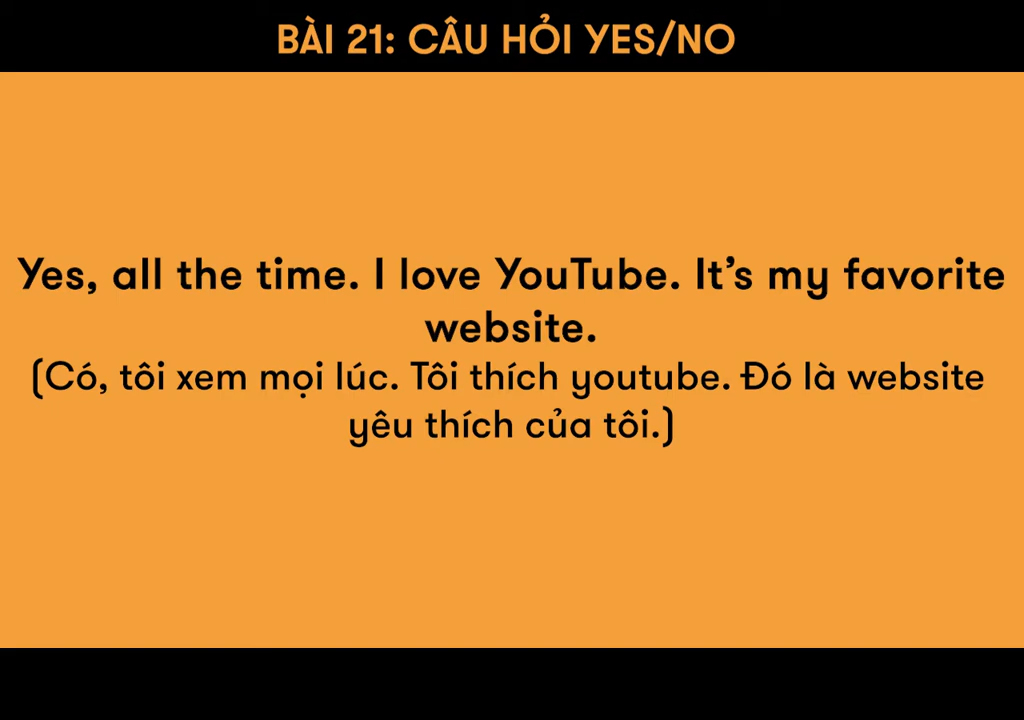 BÀI 21: CÂU HỎI YES/NO
Yes, all the time. I love YouTube. It’s my favorite
website.
(Có, tôi xem mọi lúc. Tôi thích youtube. Đó là website
yêu thích của tôi.)